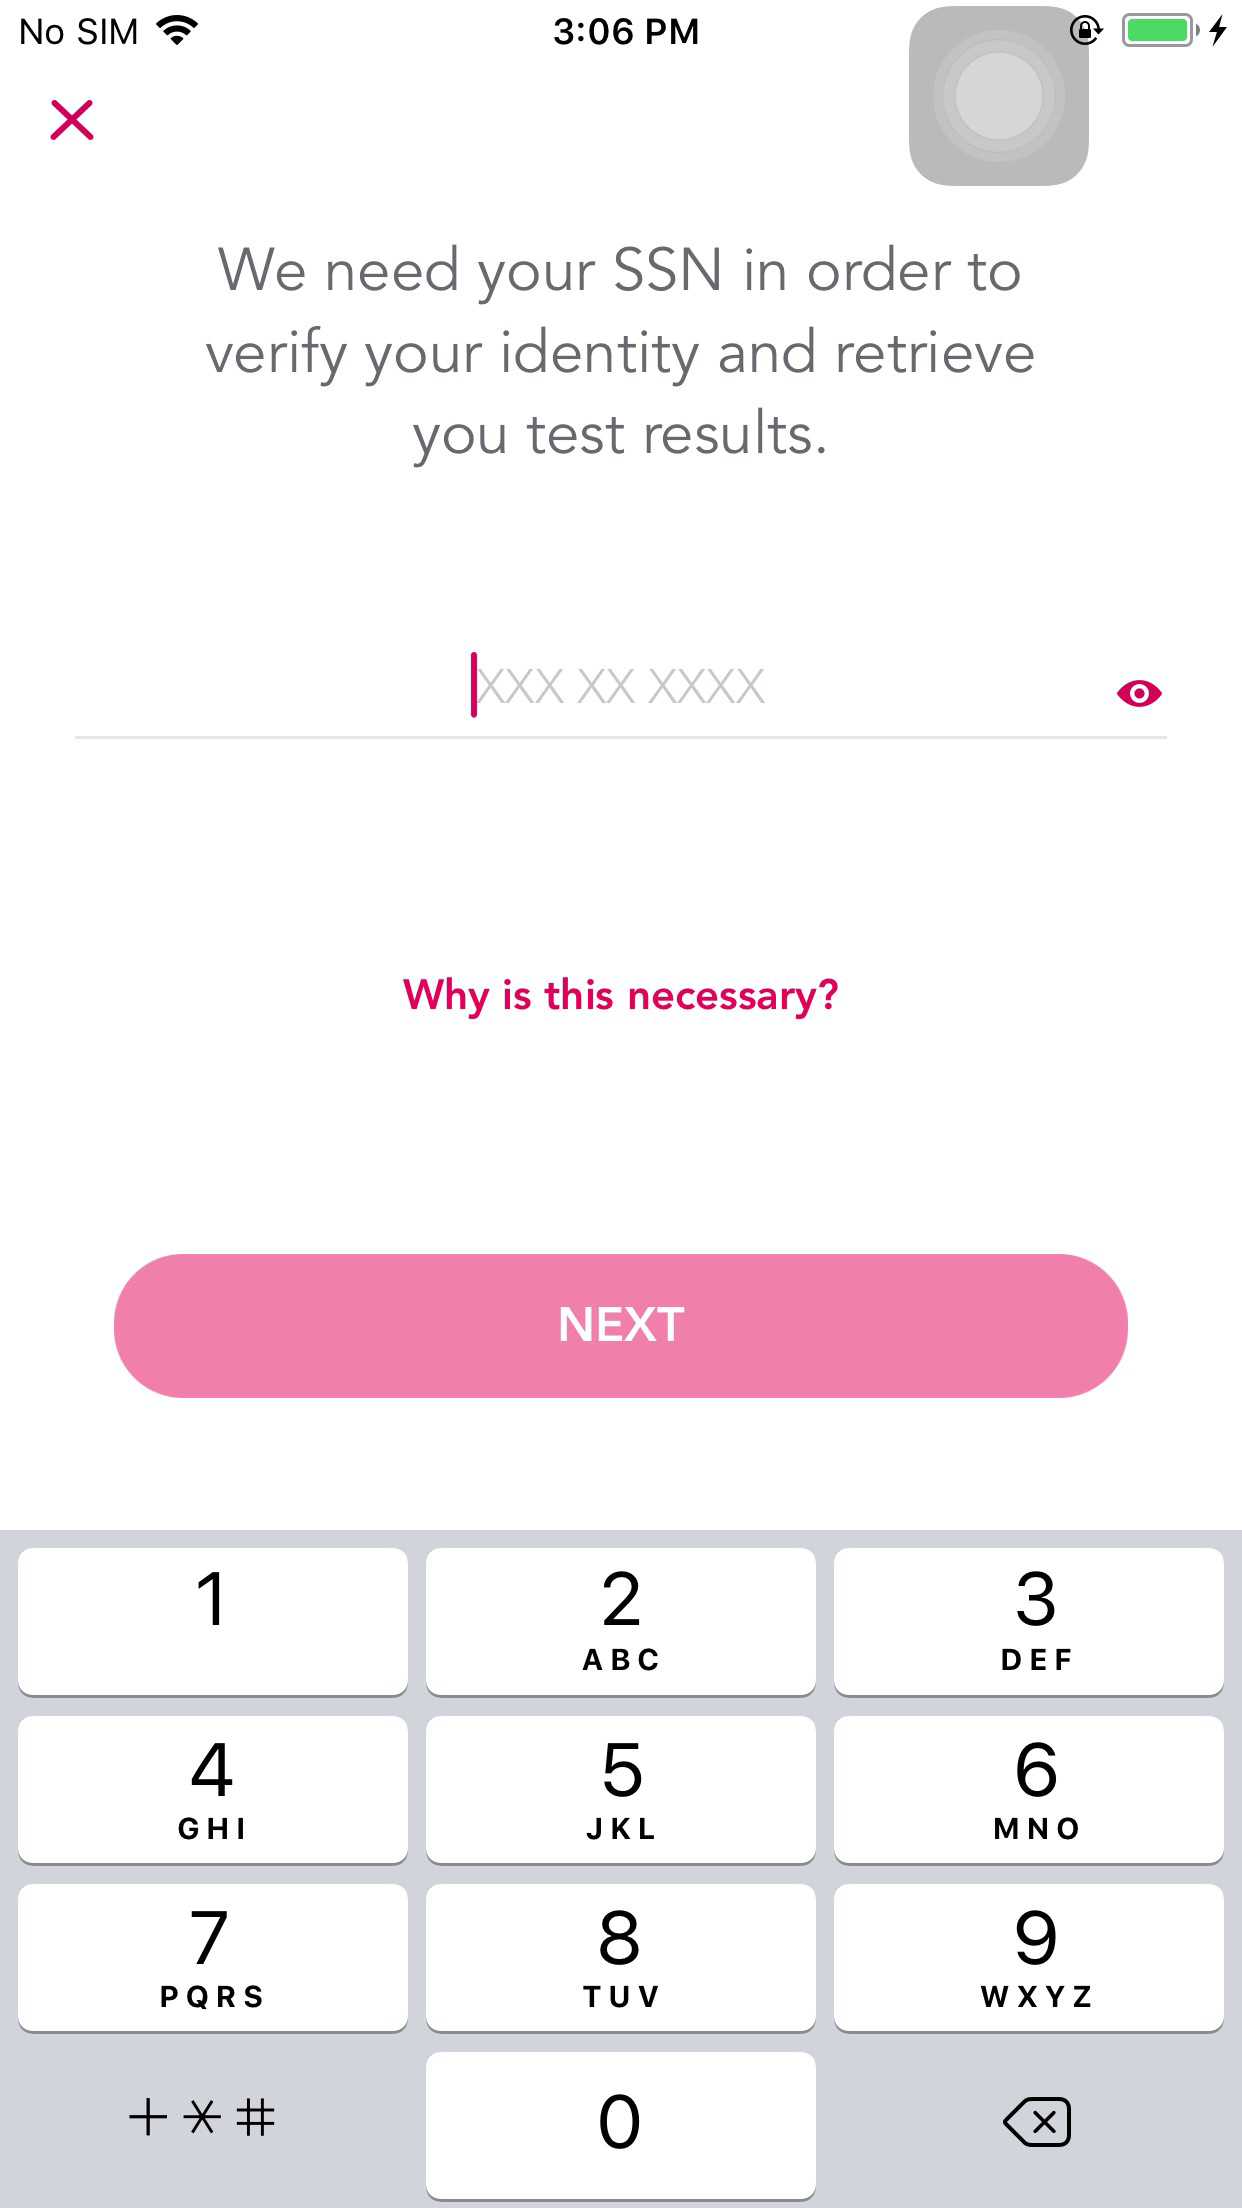 No SIM 3:06 PM
We need your SSN in order to
verify your identity and retrieve
you test results.
XXX XX XXXX
Why is this necessary?
NEXT
1 2 3
ABC DEF
4 5 6
GHI JKL MNO
7 8 9
PQRS TUV WXYZ
+*# 0